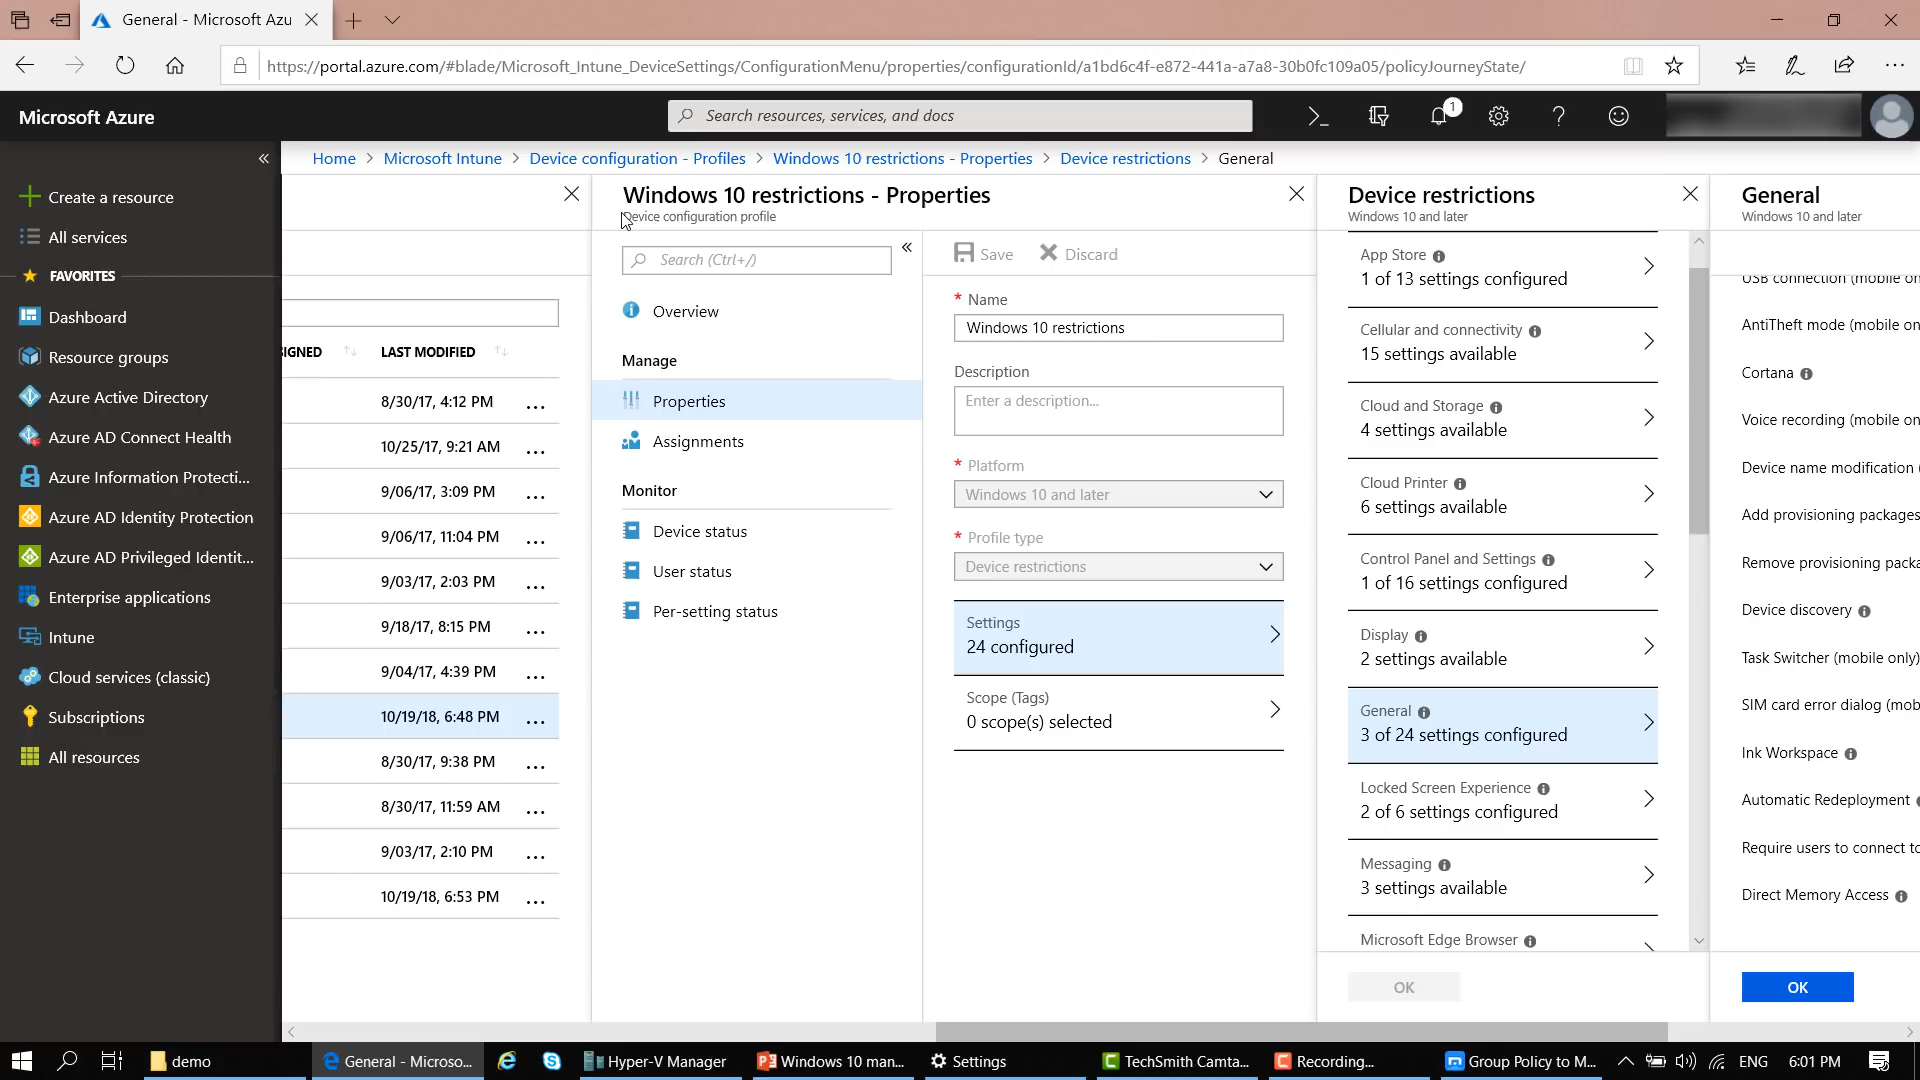 General - Microsoft Azu
https://portal.azure.com/#blade/Microsoft_Intune_DeviceSettings/ConfigurationMenu/properties/configurationId/a1bd6c4f-e872-441a-a7a8-30b0fc109a05/policyJourneyState/
Microsoft Azure
Search resources, services, and docs
1
Home > Microsoft Intune > Device configuration - Profiles > Windows 10 restrictions - Properties > Device restrictions > General
Create a resource
All services
FAVORITES
Dashboard
Resource groups
Azure Active Directory
Azure AD Connect Health
Azure Information Protecti...
Azure AD Identity Protection
Azure AD Privileged Identit...
Enterprise applications
Intune
Cloud services (classic)
Subscriptions
All resources
IGNED
LAST MODIFIED
8/30/17, 4:12 PM ...
10/25/17, 9:21 AM ...
9/06/17, 3:09 PM ...
9/06/17, 11:04 PM ...
9/03/17, 2:03 PM ...
9/18/17, 8:15 PM ...
9/04/17, 4:39 PM ...
10/19/18, 6:48 PM ...
8/30/17, 9:38 PM ...
8/30/17, 11:59 AM ...
9/03/17, 2:10 PM ...
10/19/18, 6:53 PM ...
Windows 10 restrictions - Properties
Device configuration profile
Search (Ctrl+/)
Overview
Manage
Properties
Assignments
Monitor
Device status
User status
Per-setting status
Save
Discard
* Name
Windows 10 restrictions
Description
Enter a description...
* Platform
Windows 10 and later
* Profile type
Device restrictions
Settings
24 configured
Scope (Tags)
0 scope(s) selected
Device restrictions
Windows 10 and later
App Store
1 of 13 settings configured
Cellular and connectivity
15 settings available
Cloud and Storage
4 settings available
Cloud Printer
6 settings available
Control Panel and Settings
1 of 16 settings configured
Display
2 settings available
General
3 of 24 settings configured
Locked Screen Experience
2 of 6 settings configured
Messaging
3 settings available
Microsoft Edge Browser
OK
General
Windows 10 and later
USB connection (mobile on
AntiTheft mode (mobile on
Cortana
Voice recording (mobile on
Device name modification (
Add provisioning packages
Remove provisioning packa
Device discovery
Task Switcher (mobile only)
SIM card error dialog (mob
Ink Workspace
Automatic Redeployment
Require users to connect to
Direct Memory Access
OK
demo
General - Microso...
Hyper-V Manager
Windows 10 man...
Settings
TechSmith Camta...
Recording...
Group Policy to M...
ENG
6:01 PM